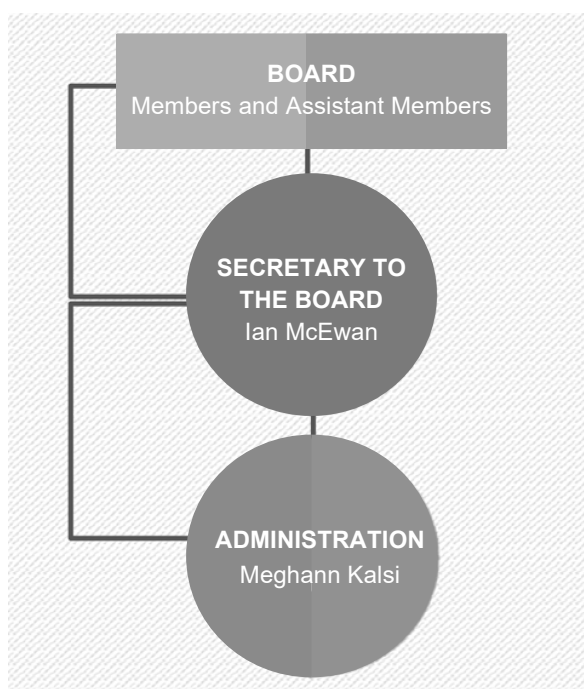 BOARD
Members and Assistant Members
SECRETARY TO
THE BOARD
Ian McEwan
ADMINISTRATION
Meghann Kalsi